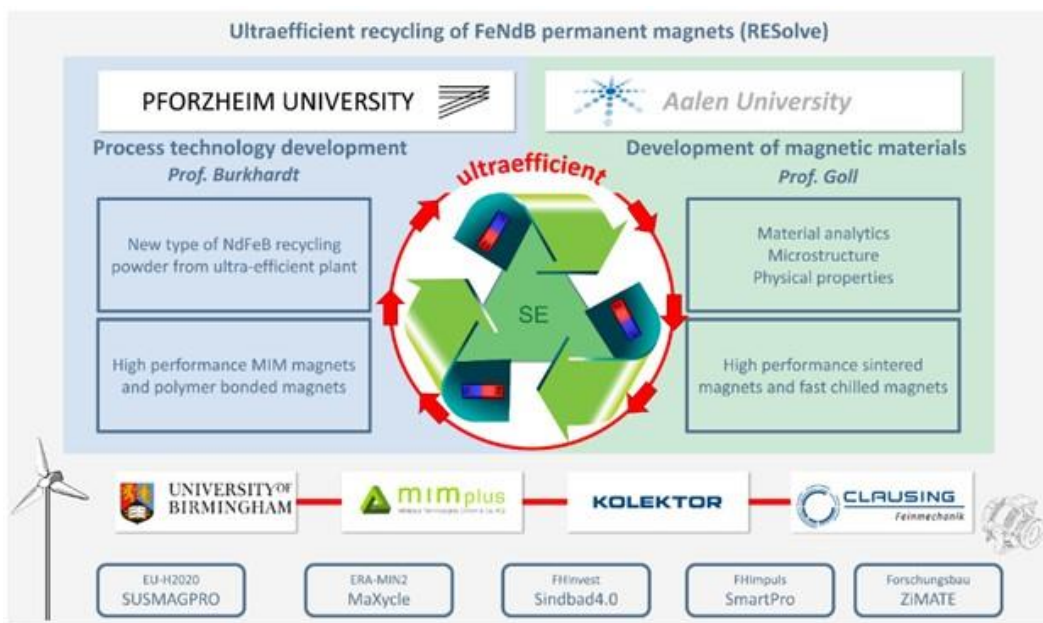 Ultraefficient recycling of FeNdB permanent magnets (RESolve)
PFORZHEIM UNIVERSITY
Aalen University
Process technology development
Prof. Burkhardt
Development of magnetic materials
Prof. Goll
ultraefficient
New type of NdFeB recycling
powder from ultra-efficient plant
Material analytics
Microstructure
Physical properties
SE
High performance MIM magnets
and polymer bonded magnets
High performance sintered
magnets and fast chilled magnets
UNIVERSITY OF
BIRMINGHAM
mimplus
KOLEKTOR
CLAUSING
Feinmechanik
EU-H2020
SUSMAGPRO
ERA-MIN2
MaXycle
FHinvest
Sindbad4.0
FHImpuls
SmartPro
Forschungsbau
ZiMATE